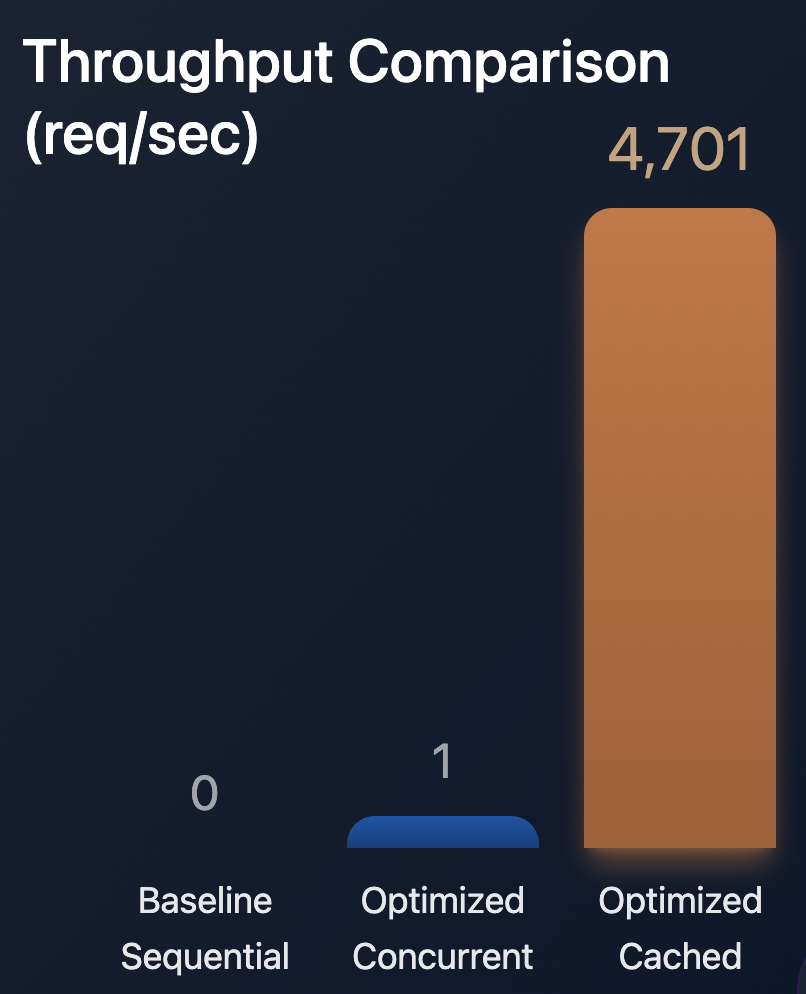 Throughput Comparison
(req/sec)
4,701
1
0
Baseline
Sequential
Optimized
Concurrent
Optimized
Cached